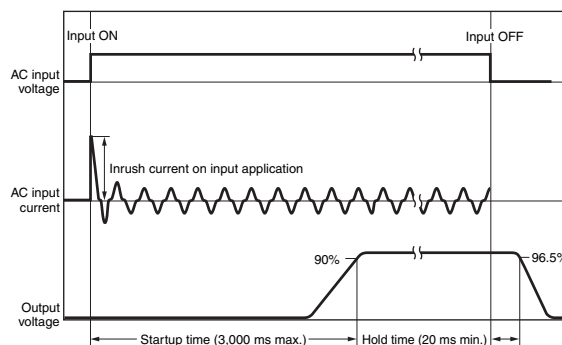 Input ON
Input OFF
AC input
voltage
Inrush current on input application
AC input
current
90%
96.5%
Output
voltage
Startup time (3,000 ms max.)
Hold time (20 ms min.)